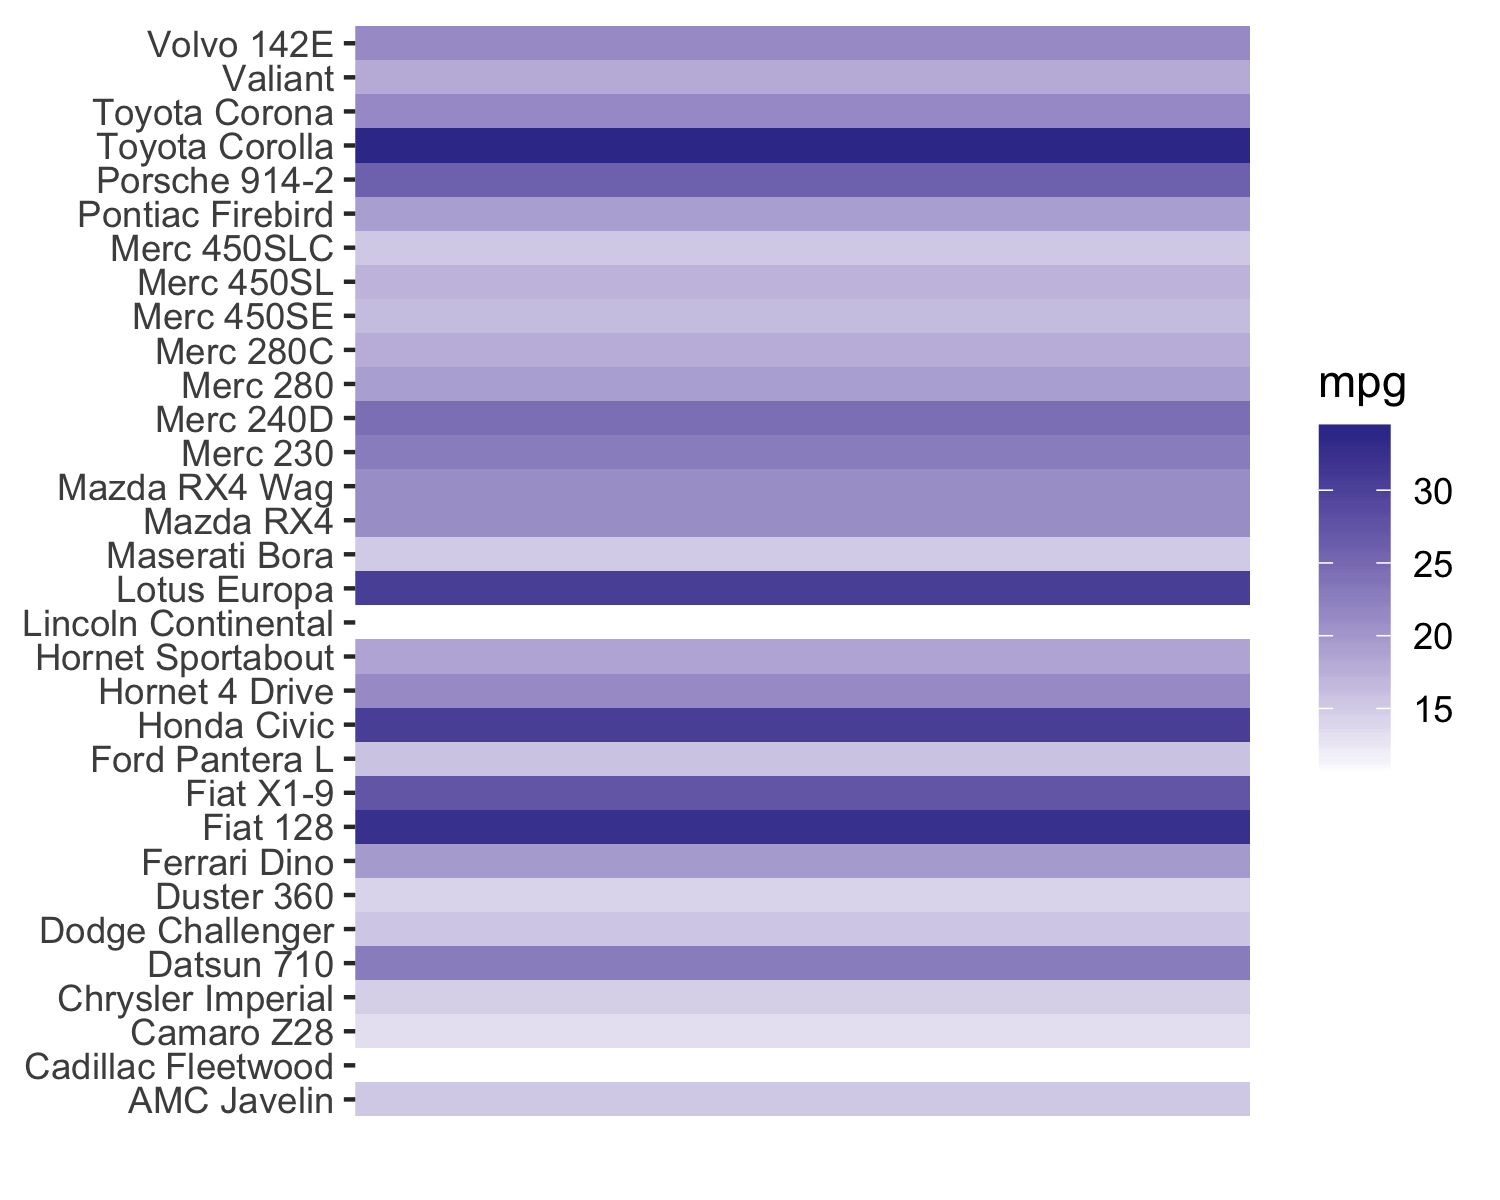 Volvo 142E
Valiant
Toyota Corona
Toyota Corolla
Porsche 914-2
Pontiac Firebird
Merc 450SLC
Merc 450SL
Merc 450SE
Merc 280C
Merc 280
Merc 240D
Merc 230
Mazda RX4 Wag
Mazda RX4
Maserati Bora
Lotus Europa
Lincoln Continental
Hornet Sportabout
Hornet 4 Drive
Honda Civic
Ford Pantera L
Fiat X1-9
Fiat 128
Ferrari Dino
Duster 360
Dodge Challenger
Datsun 710
Chrysler Imperial
Camaro Z28
Cadillac Fleetwood
AMC Javelin
mpg
30
25
20
15